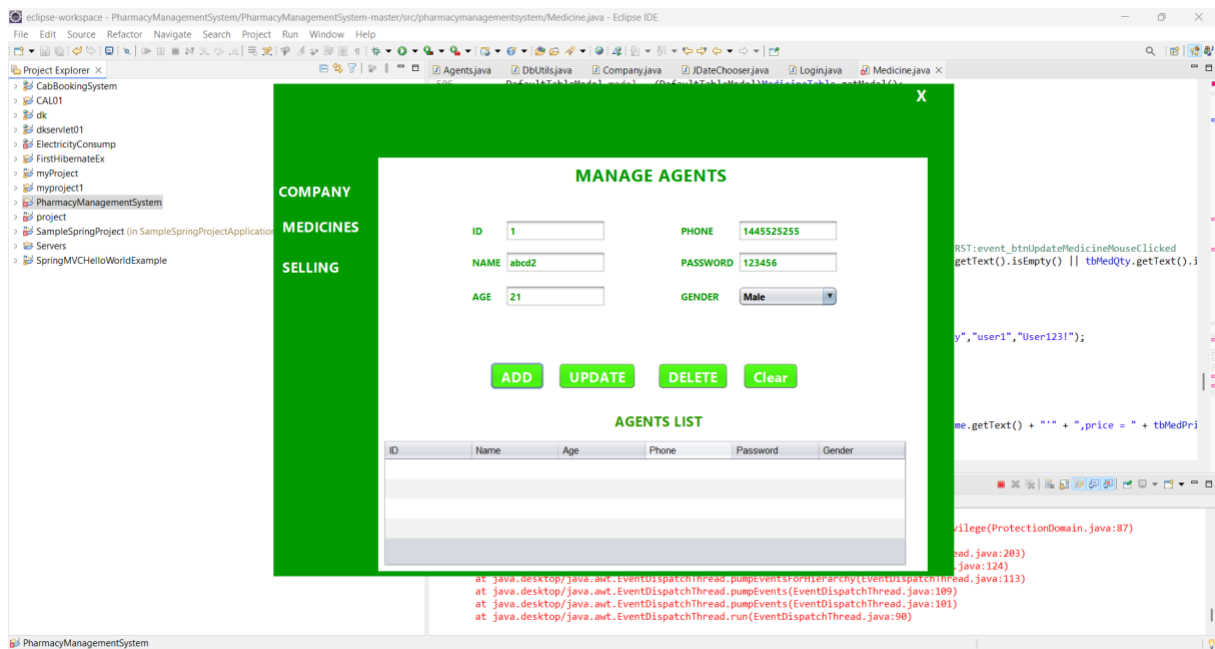 eclipse-workspace - PharmacyManagementSystem/PharmacyManagementSystem-master/src/pharmacymanagementsystem/Medicine.java - Eclipse IDE
File Edit Source Refactor Navigate Search Project Run Window Help
Project Explorer
Agents.java DbUtils.java Company.java JDateChooser.java Login.java Medicine.java
CabBookingSystem
CAL01
dk
dkservlet01
ElectricityConsump
FirstHibernateEx
myProject
myproject1
PharmacyManagementSystem
project
SampleSpringProject (in SampleSpringProjectApplication
Servers
SpringMVCHelloWorldExample
X
COMPANY
MEDICINES
SELLING
MANAGE AGENTS
ID 1 PHONE 1445525255
NAME abcd2 PASSWORD 123456
AGE 21 GENDER Male
ADD UPDATE DELETE Clear
AGENTS LIST
ID Name Age Phone Password Gender
RST:event_btnUpdateMedicineMouseClicked
getText().isEmpty() || tbMedQty.getText().i
y","user1","User123!");
me.getText() + "'" + ",price = " + tbMedPri
vilege(ProtectionDomain.java:87)
ead.java:203)
.java:124)
at java.desktop/java.awt.EventDispatchThread.pumpEventsForHierarchy(EventDispatchThread.java:113)
at java.desktop/java.awt.EventDispatchThread.pumpEvents(EventDispatchThread.java:109)
at java.desktop/java.awt.EventDispatchThread.pumpEvents(EventDispatchThread.java:101)
at java.desktop/java.awt.EventDispatchThread.run(EventDispatchThread.java:90)
PharmacyManagementSystem